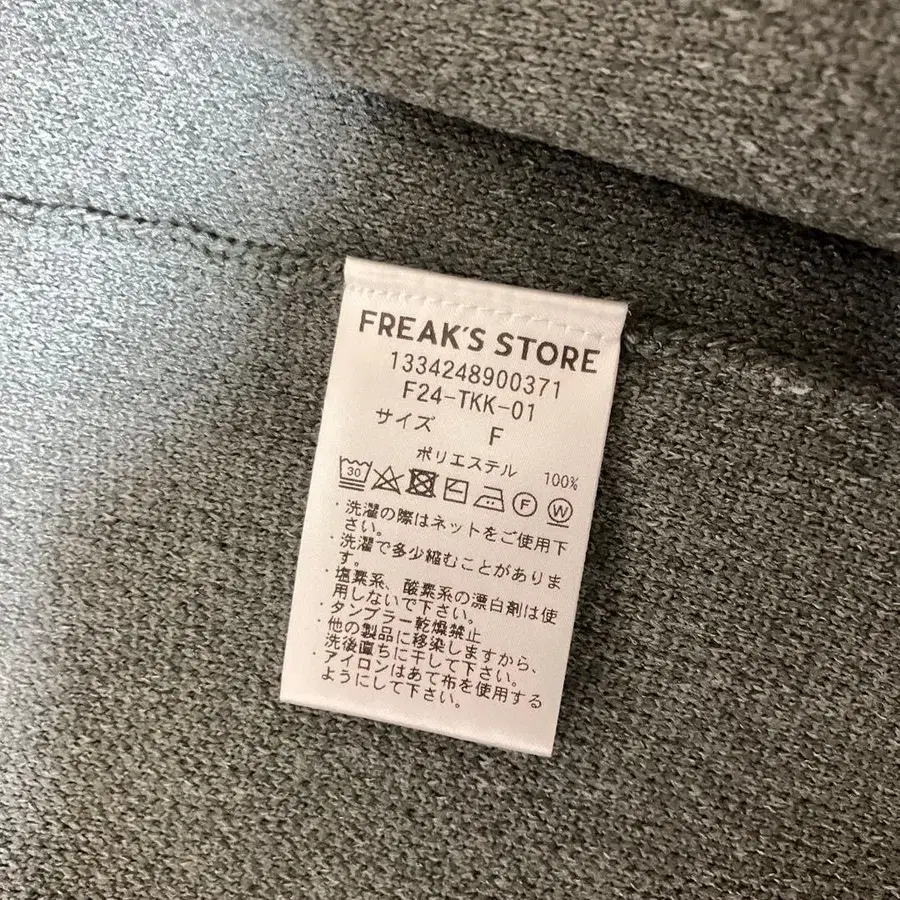 FREAK'S STORE
1334248900371
F24-TKK-01
サイズ F
ポリエステル 100%
30 F W
・洗濯の際はネットをご使用下
さい。
・洗濯で多少縮むことがありま
す。
・塩素系、酸素系の漂白剤は使
用しないで下さい。
・タンブラー乾燥禁止
・他の製品に移染しますから、
洗後直ちに干して下さい。
・アイロンはあて布を使用する
ようにして下さい。